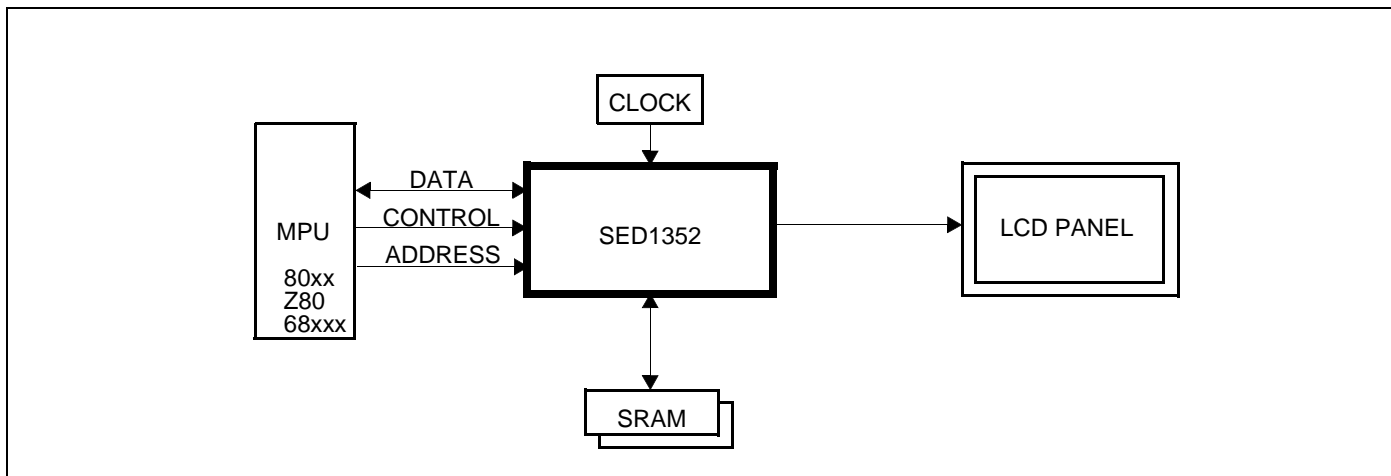 CLOCK
DATA
CONTROL
ADDRESS
MPU
80xx
Z80
68xxx
SED1352
LCD PANEL
SRAM